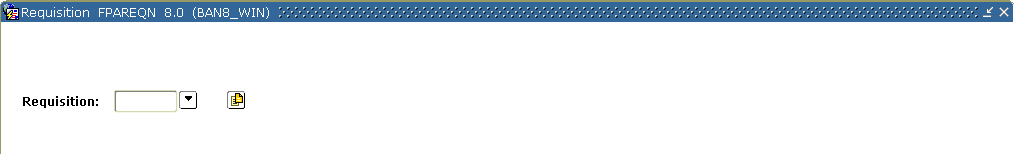 Requisition FPAREQN 8.0 (BAN8_WIN)
Requisition: